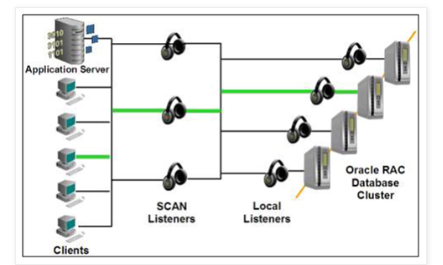 Application Server
Clients
SCAN
Listeners
Local
Listeners
Oracle RAC
Database
Cluster